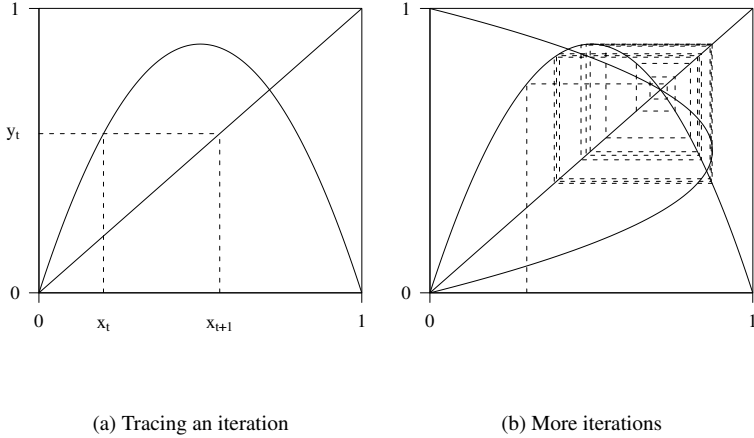 1
1
y_t
0
0
0
x_t
x_{t+1}
1
0
1
(a) Tracing an iteration
(b) More iterations